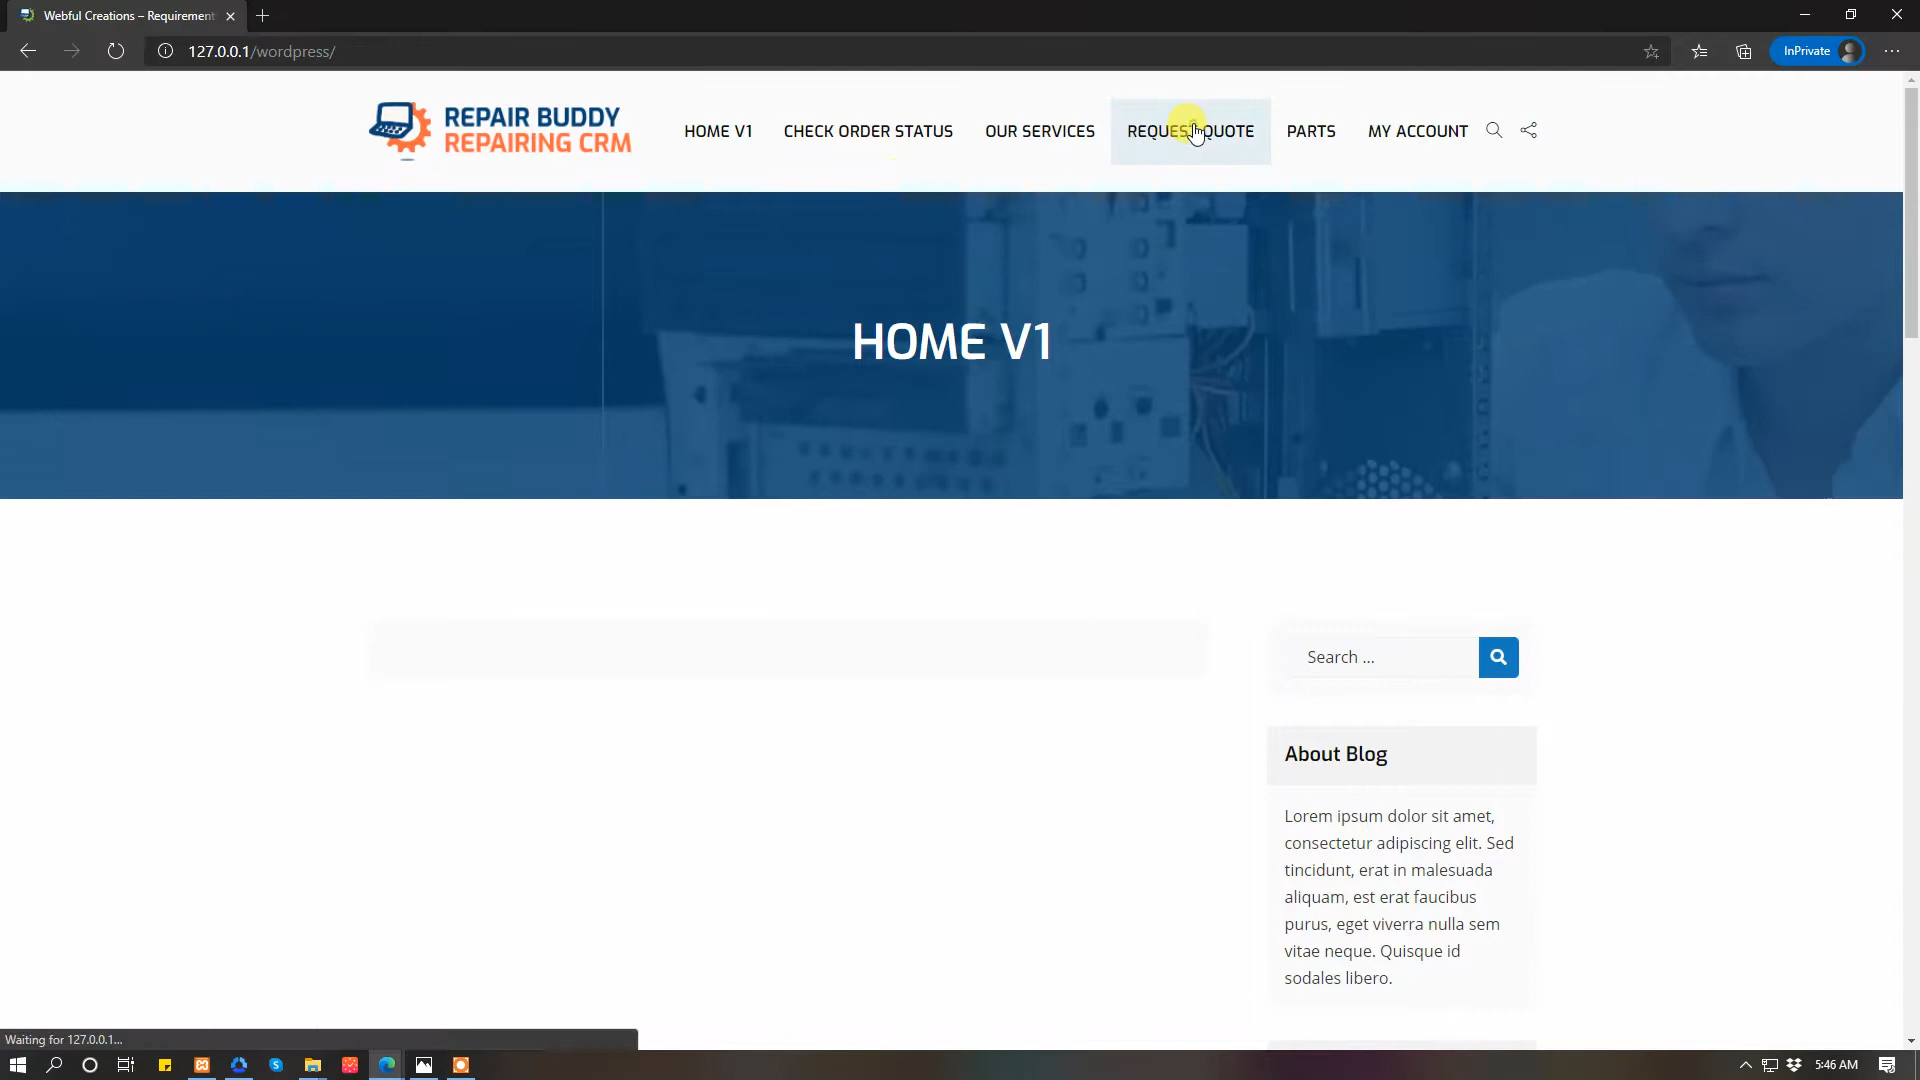 Webful Creations – Requirement
127.0.0.1/wordpress/
InPrivate
REPAIR BUDDY
REPAIRING CRM
HOME V1
CHECK ORDER STATUS
OUR SERVICES
REQUEST QUOTE
PARTS
MY ACCOUNT
HOME V1
Search ...
About Blog
Lorem ipsum dolor sit amet,
consectetur adipiscing elit. Sed
tincidunt, erat in malesuada
aliquam, est erat faucibus
purus, eget viverra nulla sem
vitae neque. Quisque id
sodales libero.
Waiting for 127.0.0.1...
5:46 AM